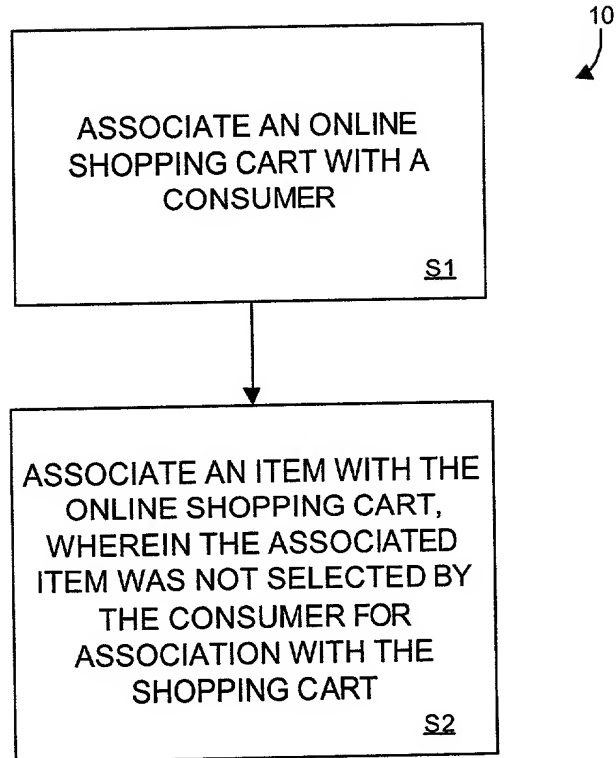 10
ASSOCIATE AN ONLINE
SHOPPING CART WITH A
CONSUMER
S1
ASSOCIATE AN ITEM WITH THE
ONLINE SHOPPING CART,
WHEREIN THE ASSOCIATED
ITEM WAS NOT SELECTED BY
THE CONSUMER FOR
ASSOCIATION WITH THE
SHOPPING CART
S2